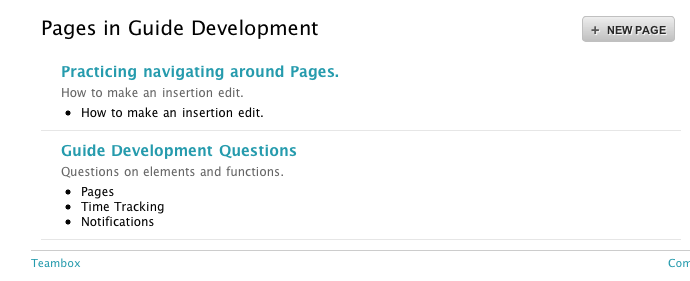 Pages in Guide Development
+ NEW PAGE
Practicing navigating around Pages.
How to make an insertion edit.
• How to make an insertion edit.
Guide Development Questions
Questions on elements and functions.
• Pages
• Time Tracking
• Notifications
Teambox